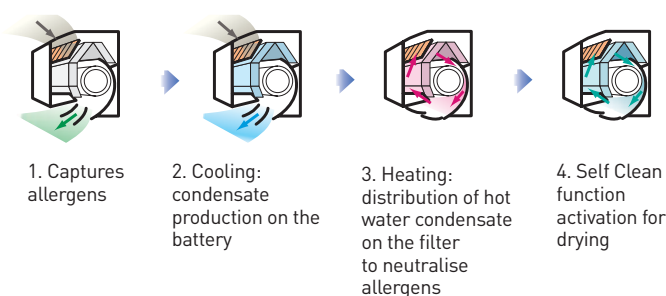 1. Captures
allergens
2. Cooling:
condensate
production on the
battery
3. Heating:
distribution of hot
water condensate
on the filter
to neutralise
allergens
4. Self Clean
function
activation for
drying